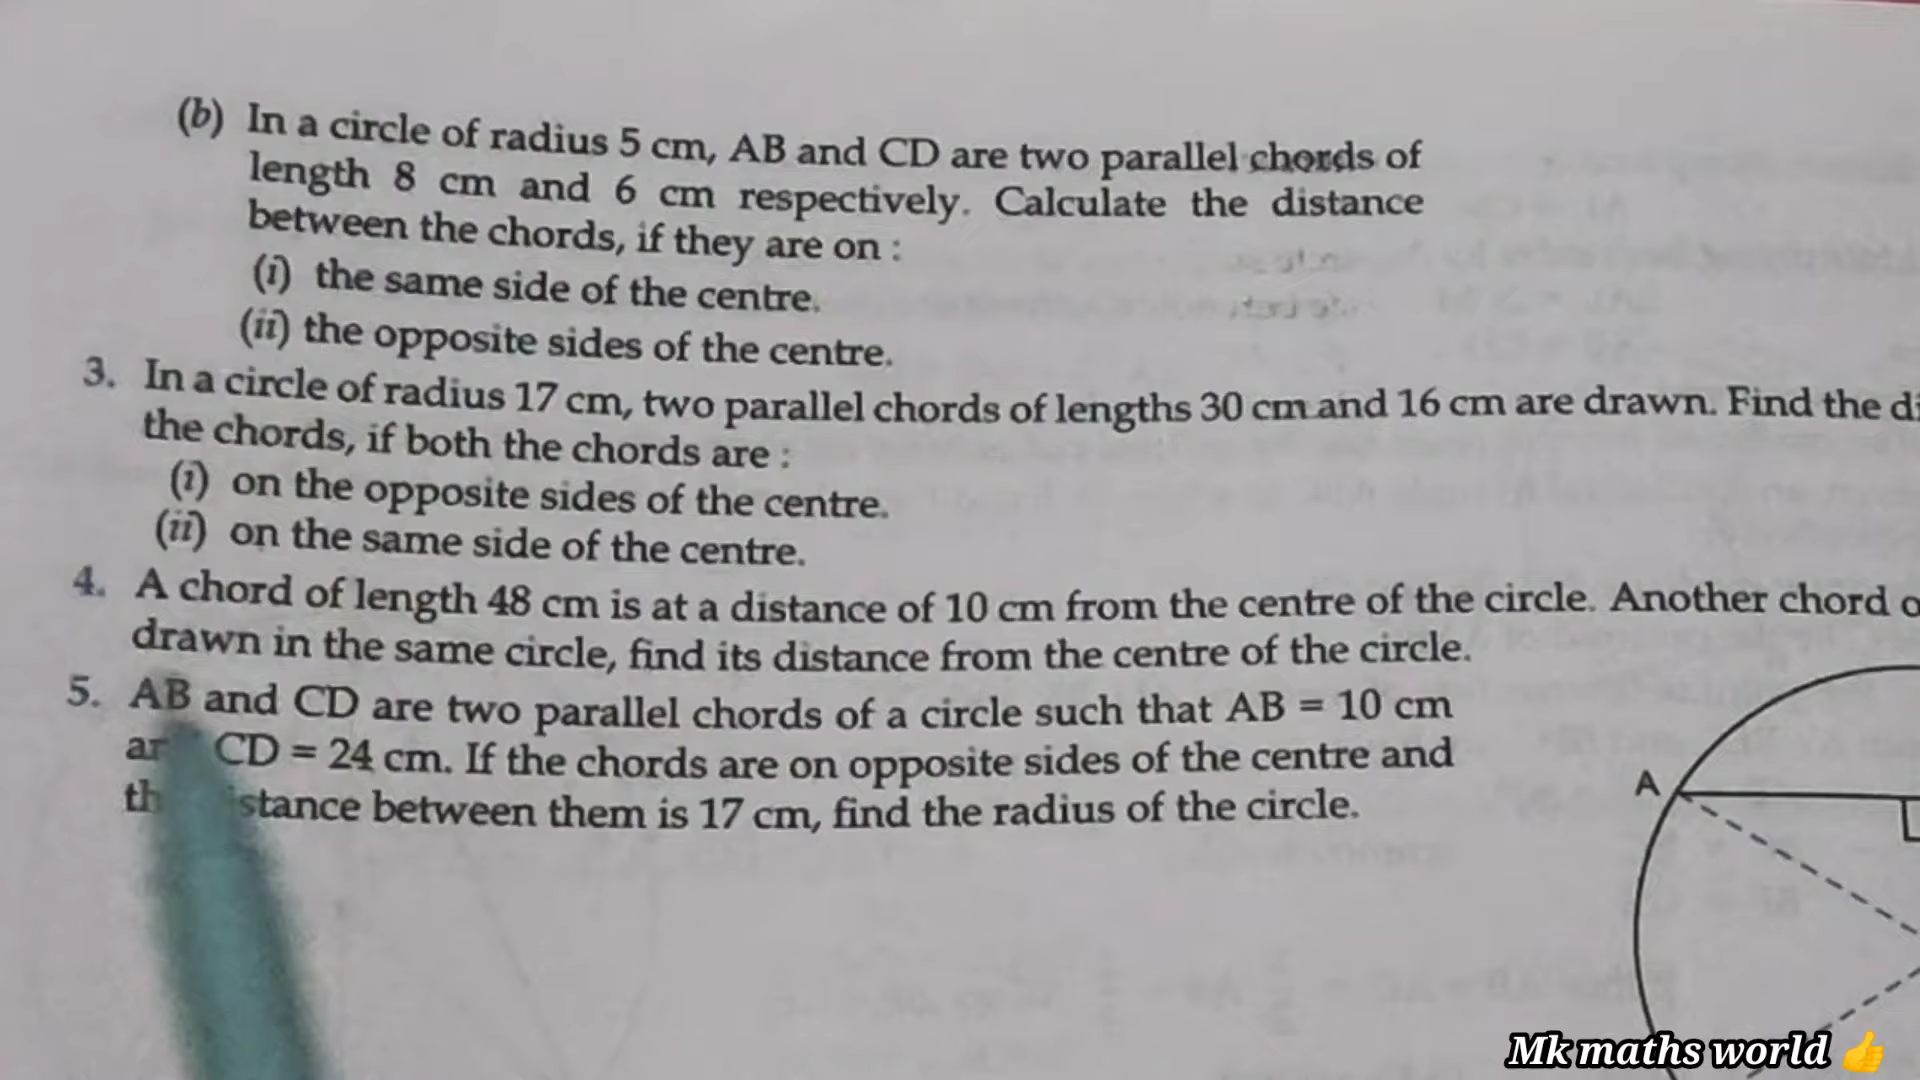 (b) In a circle of radius 5 cm, AB and CD are two parallel chords of
length 8 cm and 6 cm respectively. Calculate the distance
between the chords, if they are on :
(i) the same side of the centre.
(ii) the opposite sides of the centre.
3. In a circle of radius 17 cm, two parallel chords of lengths 30 cm and 16 cm are drawn. Find the
the chords, if both the chords are :
(i) on the opposite sides of the centre.
(ii) on the same side of the centre.
4. A chord of length 48 cm is at a distance of 10 cm from the centre of the circle. Another chord
drawn in the same circle, find its distance from the centre of the circle.
5. AB and CD are two parallel chords of a circle such that AB = 10 cm
CD = 24 cm. If the chords are on opposite sides of the centre and
between them is 17 cm, find the radius of the circle.
A
Mk maths world 👍